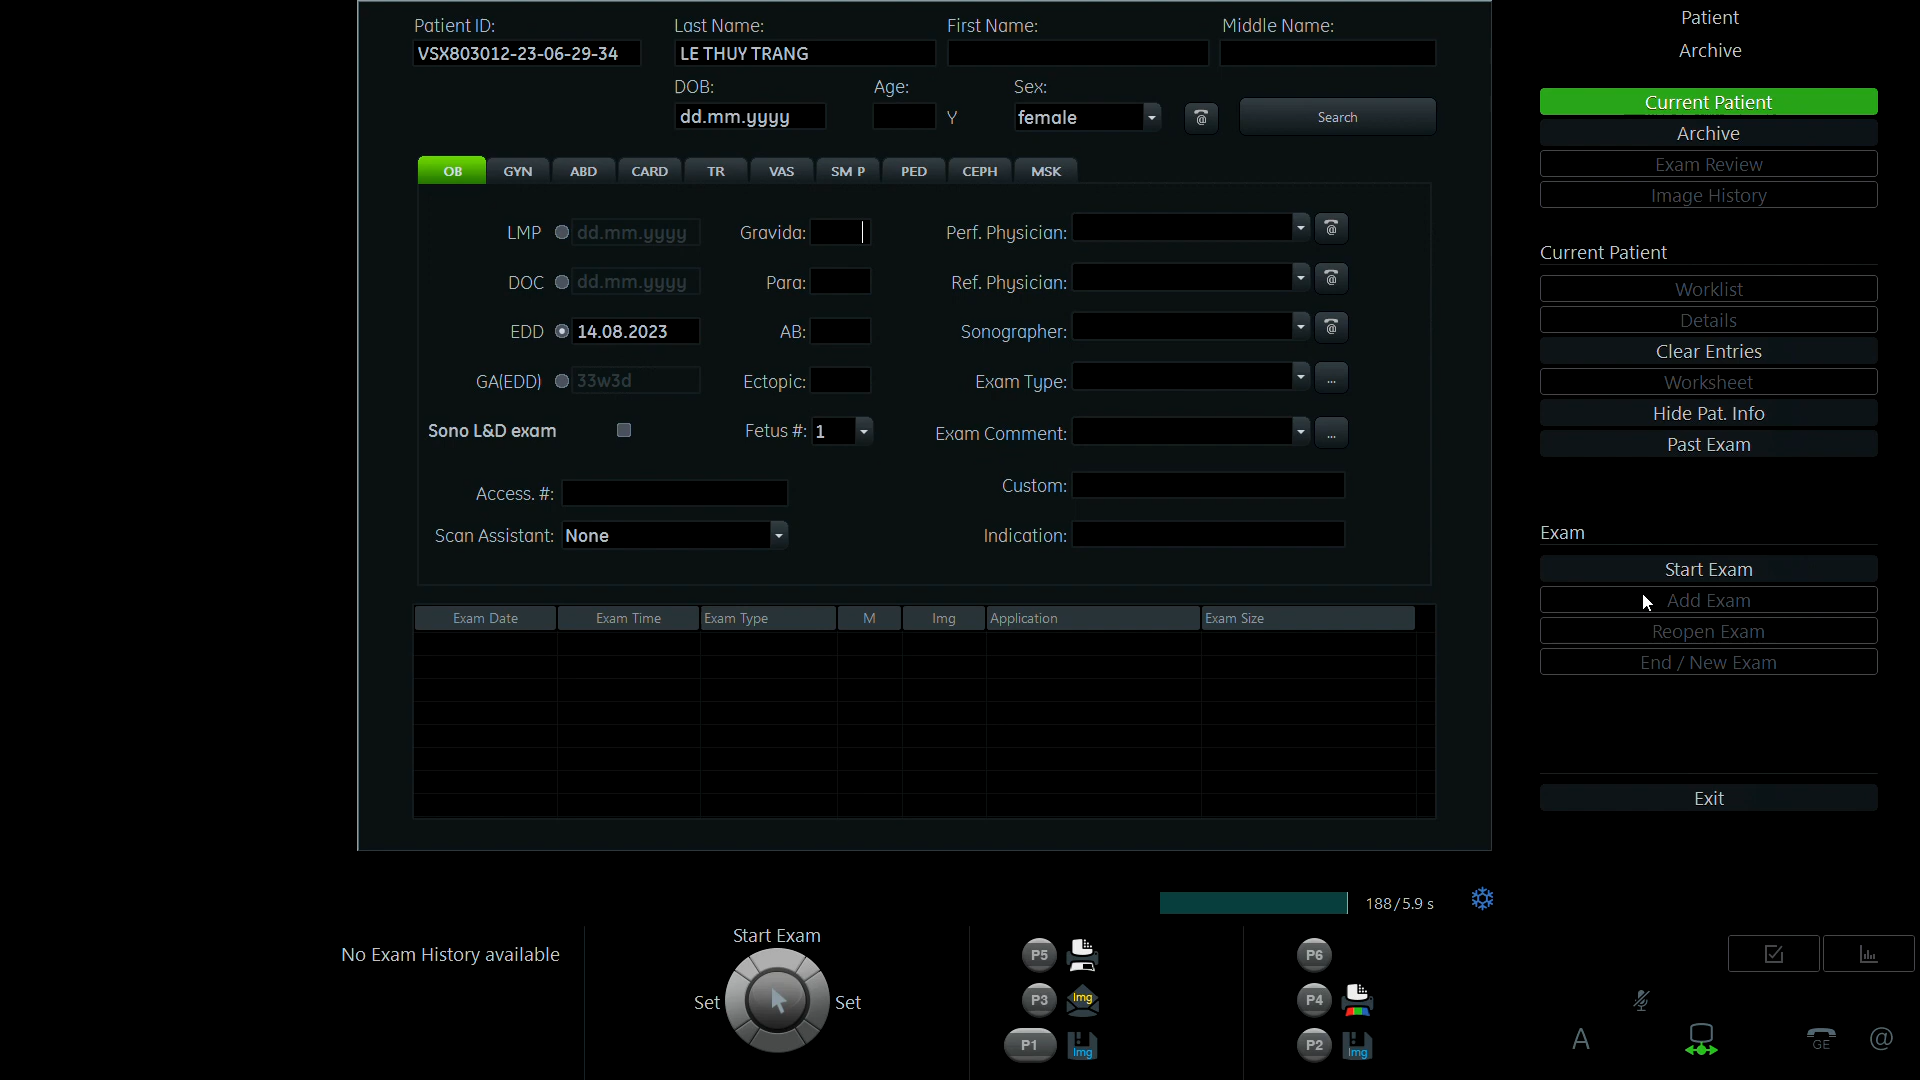 Patient ID: Last Name: First Name: Middle Name:
VSX803012-23-06-29-34 LE THUY TRANG
DOB: Age: Sex:
dd.mm.yyyy Y female @ Search
OB GYN ABD CARD TR VAS SM P PED CEPH MSK
LMP dd.mm.yyyy Gravida: Perf. Physician: @
DOC dd.mm.yyyy Para: Ref. Physician: @
EDD 14.08.2023 AB: Sonographer: @
GA(EDD) 33w3d Ectopic: Exam Type: ...
Sono L&D exam Fetus #: 1 Exam Comment: ...
Access. #: Custom:
Scan Assistant: None Indication:
Exam Date Exam Time Exam Type M Img Application Exam Size
Patient
Archive
Current Patient
Archive
Exam Review
Image History
Current Patient
Worklist
Details
Clear Entries
Worksheet
Hide Pat. Info
Past Exam
Exam
Start Exam
Add Exam
Reopen Exam
End / New Exam
Exit
188/5.9 s
No Exam History available
Start Exam
Set Set
P5 P6
P3 Img P4
P1 Img P2 Img
A GE @